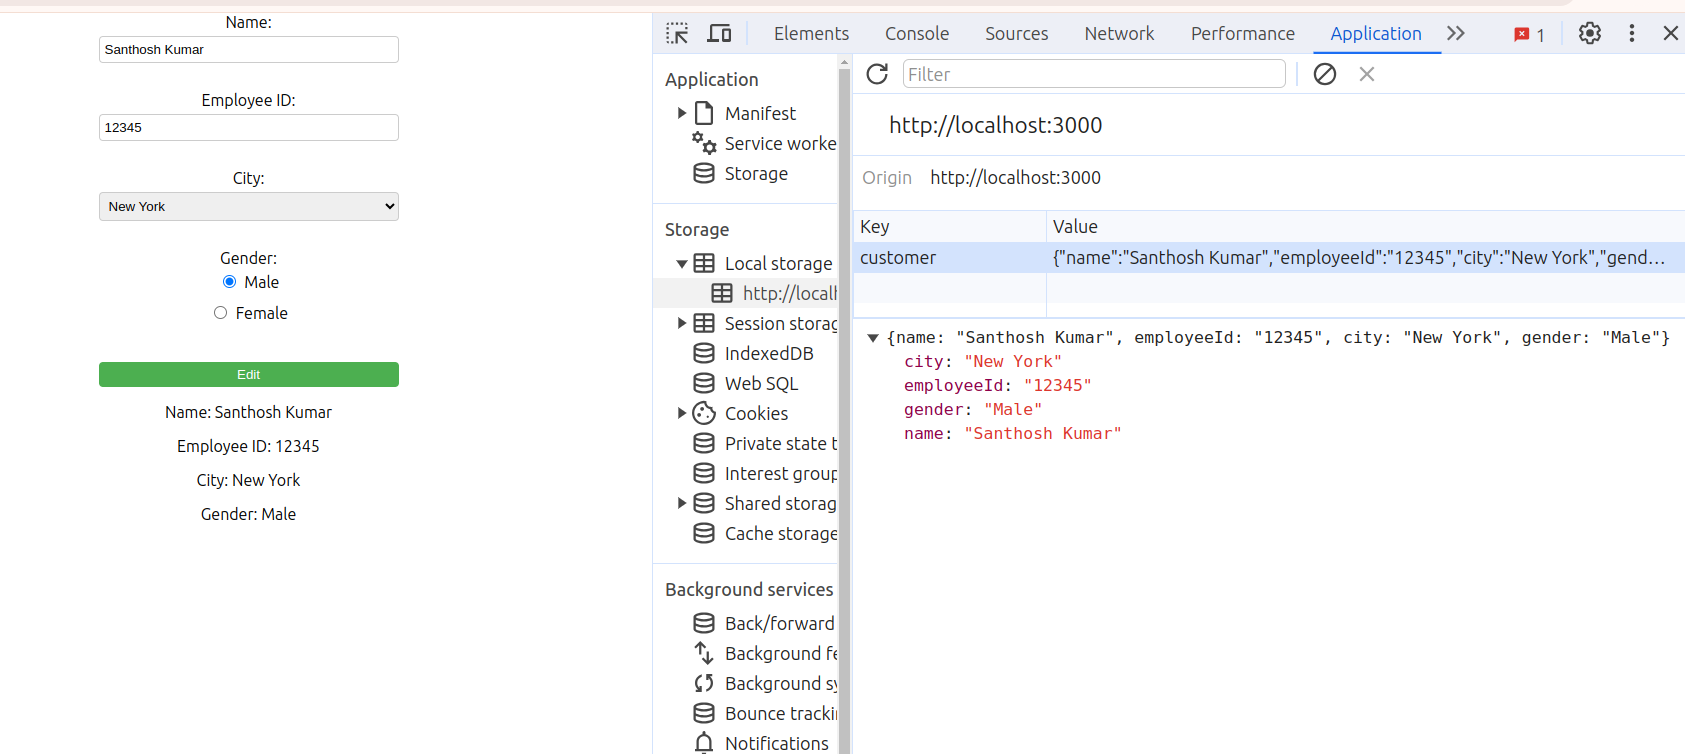 Name:
Santhosh Kumar
Employee ID:
12345
City:
New York
Gender:
Male
Female
Edit
Name: Santhosh Kumar
Employee ID: 12345
City: New York
Gender: Male
Elements Console Sources Network Performance Application 1
Application
Manifest
Service worke
Storage
Storage
Local storage
http://local
Session storag
IndexedDB
Web SQL
Cookies
Private state t
Interest group
Shared storag
Cache storage
Background services
Back/forward
Background fe
Background sy
Bounce tracki
Notifications
Filter
http://localhost:3000
Origin http://localhost:3000
Key Value
customer {"name":"Santhosh Kumar","employeeId":"12345","city":"New York","gend...
{name: "Santhosh Kumar", employeeId: "12345", city: "New York", gender: "Male"}
city: "New York"
employeeId: "12345"
gender: "Male"
name: "Santhosh Kumar"